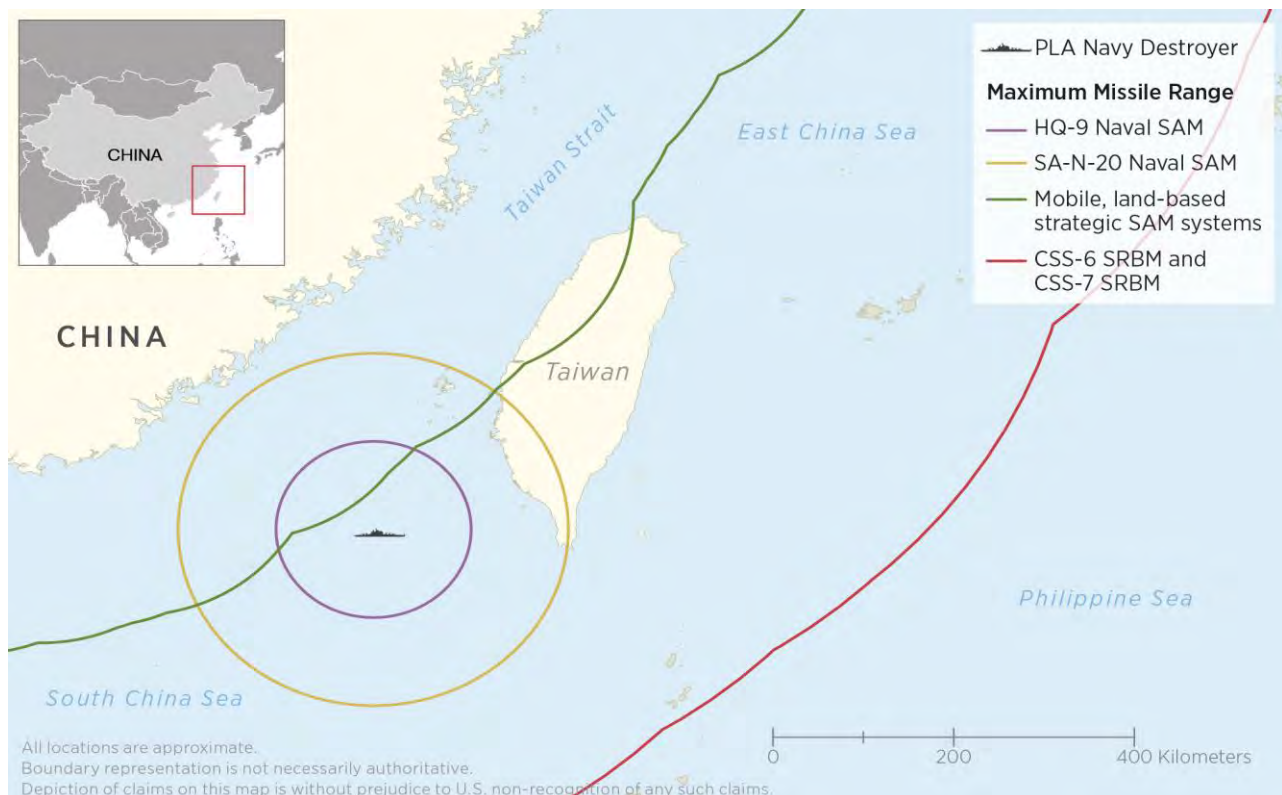 CHINA
PLA Navy Destroyer
Maximum Missile Range
HQ-9 Naval SAM
SA-N-20 Naval SAM
Mobile, land-based
strategic SAM systems
CSS-6 SRBM and
CSS-7 SRBM
East China Sea
Taiwan Strait
CHINA
Taiwan
Philippine Sea
South China Sea
0
200
400 Kilometers
All locations are approximate.
Boundary representation is not necessarily authoritative.
Depiction of claims on this map is without prejudice to U.S. non-recognition of any such claims.